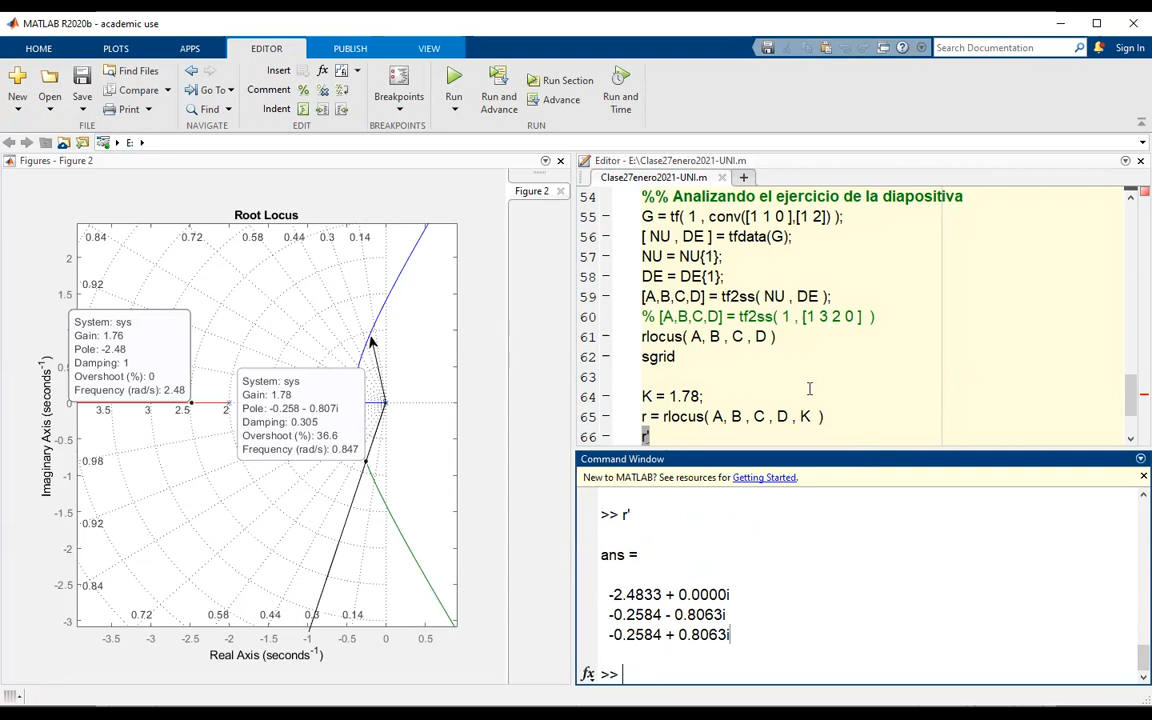 MATLAB R2020b - academic use
HOME PLOTS APPS EDITOR PUBLISH VIEW
Search Documentation
Sign In
New
Open
Save
Find Files
Compare
Print
FILE
Go To
Find
NAVIGATE
Insert
Comment
Indent
EDIT
Breakpoints
BREAKPOINTS
Run
Run and Advance
Run Section
Advance
Run and Time
RUN
E:
Figures - Figure 2
Figure 2
Root Locus
0.84 0.72 0.58 0.44 0.3 0.14
0.92
0.98
0.92
0.84
0.72 0.58 0.44 0.3 0.14
2
1.5
1
0.5
0
-0.5
-1
-1.5
-2
-2.5
-3
3.5 3 2.5 2
-3.5 -3 -2.5 -2 -1.5 -1 -0.5 0 0.5
Real Axis (seconds⁻¹)
Imaginary Axis (seconds⁻¹)
System: sys
Gain: 1.76
Pole: -2.48
Damping: 1
Overshoot (%): 0
Frequency (rad/s): 2.48
System: sys
Gain: 1.78
Pole: -0.258 - 0.807i
Damping: 0.305
Overshoot (%): 36.6
Frequency (rad/s): 0.847
Editor - E:\Clase27enero2021-UNI.m
Clase27enero2021-UNI.m
54 %% Analizando el ejercicio de la diapositiva
55 G = tf( 1 , conv([1 1 0 ],[1 2]) );
56 [ NU , DE ] = tfdata(G);
57 NU = NU{1};
58 DE = DE{1};
59 [A,B,C,D] = tf2ss( NU , DE );
60 % [A,B,C,D] = tf2ss( 1 , [1 3 2 0 ] )
61 rlocus( A, B , C , D )
62 sgrid
63
64 K = 1.78;
65 r = rlocus( A, B , C , D , K )
66 r'
Command Window
New to MATLAB? See resources for Getting Started.
>> r'
ans =
-2.4833 + 0.0000i
-0.2584 - 0.8063i
-0.2584 + 0.8063i
fx >>